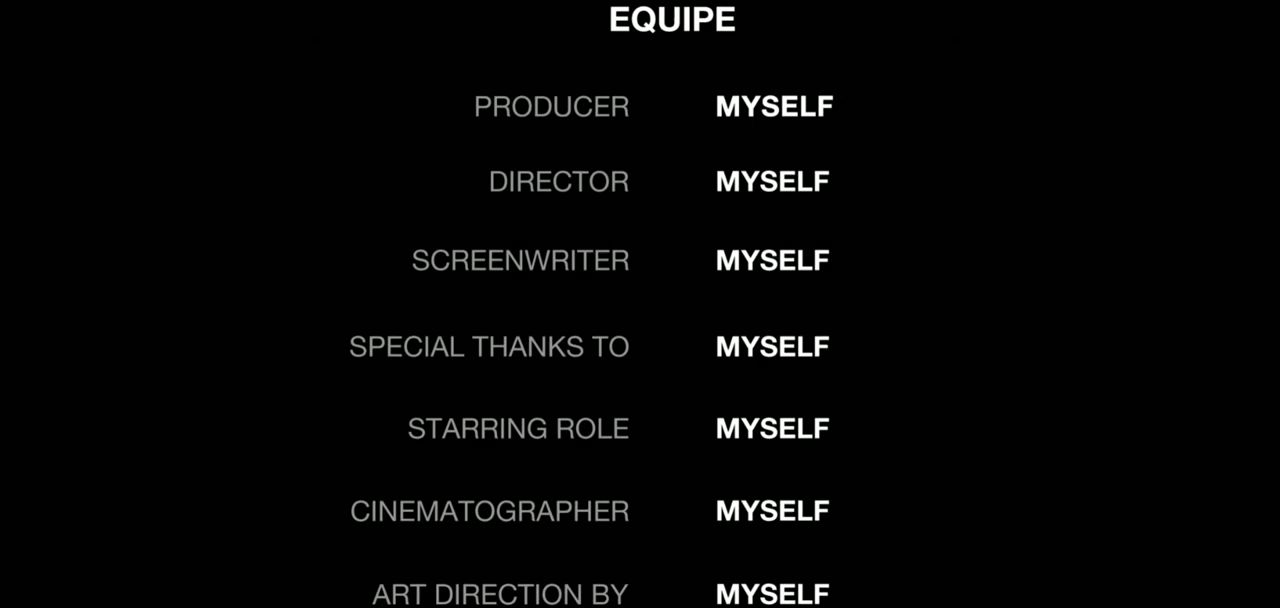 EQUIPE
PRODUCER MYSELF
DIRECTOR MYSELF
SCREENWRITER MYSELF
SPECIAL THANKS TO MYSELF
STARRING ROLE MYSELF
CINEMATOGRAPHER MYSELF
ART DIRECTION BY MYSELF